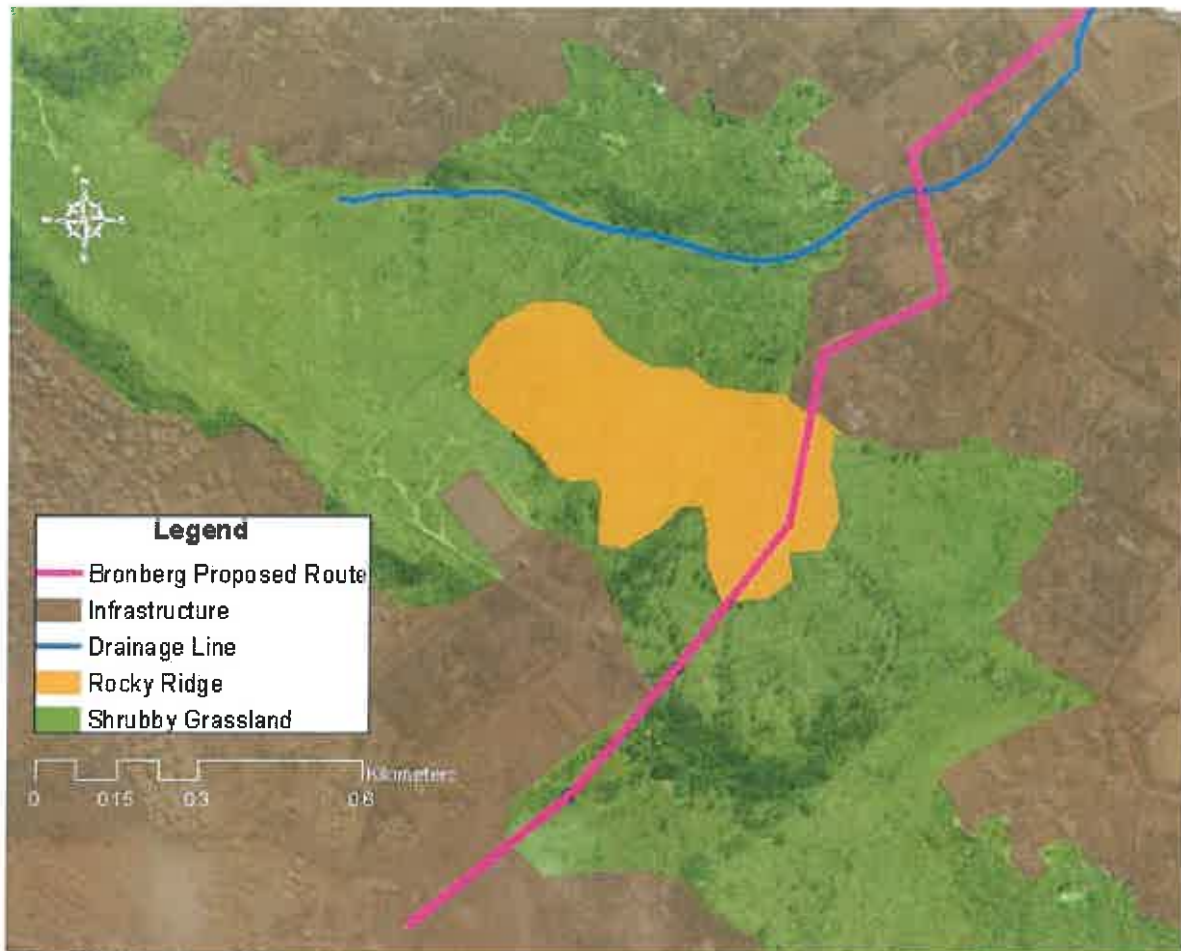 Legend
Bronberg Proposed Route
Infrastructure
Drainage Line
Rocky Ridge
Shrubby Grassland
Kilometers
0 0.15 0.3 0.6